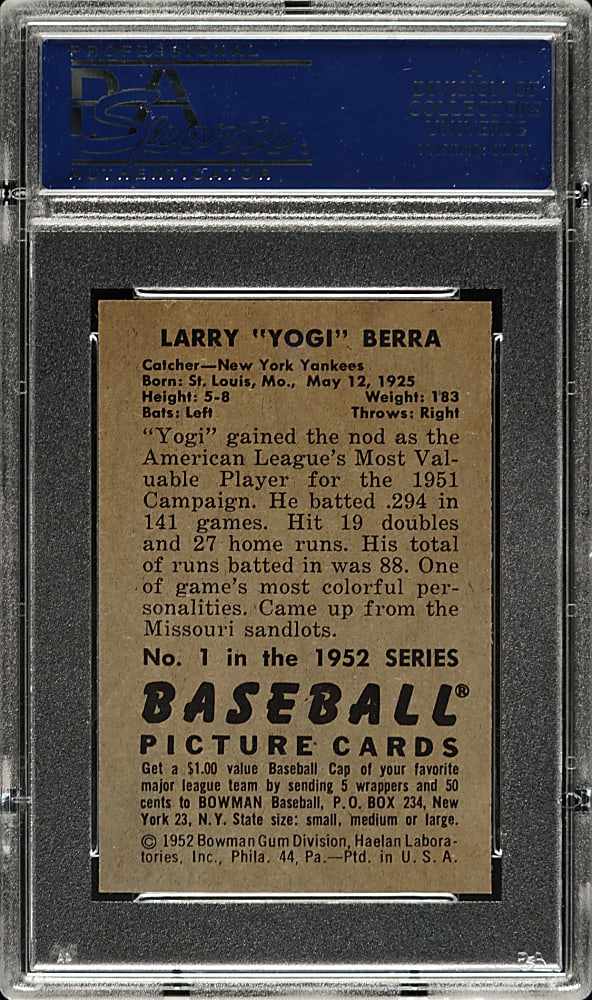 PROFESSIONAL
PSA
Sports
AUTHENTICATOR
A
DIVISION OF
COLLECTORS
UNIVERSE
NASDAQ: CLCT
LARRY "YOGI" BERRA
Catcher—New York Yankees
Born: St. Louis, Mo., May 12, 1925
Height: 5-8 Weight: 183
Bats: Left Throws: Right
"Yogi" gained the nod as the
American League's Most Val-
uable Player for the 1951
Campaign. He batted .294 in
141 games. Hit 19 doubles
and 27 home runs. His total
of runs batted in was 88. One
of game's most colorful per-
sonalities. Came up from the
Missouri sandlots.
No. 1 in the 1952 SERIES
BASEBALL®
PICTURE CARDS
Get a $1.00 value Baseball Cap of your favorite
major league team by sending 5 wrappers and 50
cents to BOWMAN Baseball, P.O. BOX 234, New
York 23, N.Y. State size: small, medium or large.
© 1952 Bowman Gum Division, Haelan Labora-
tories, Inc., Phila. 44, Pa.—Ptd. in U.S.A.
PSA